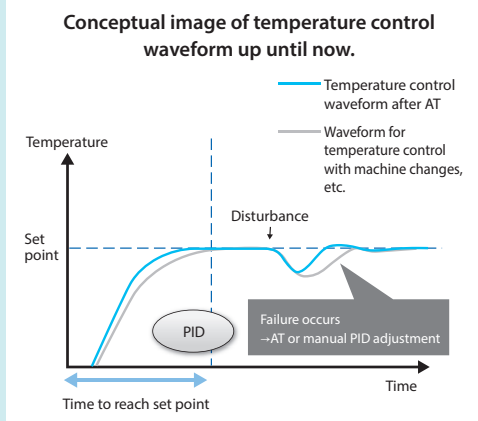 Conceptual image of temperature control
waveform up until now.
Temperature control
waveform after AT
Waveform for
temperature control
with machine changes,
etc.
Temperature
Disturbance
Set
point
PID
Failure occurs
→AT or manual PID adjustment
Time
Time to reach set point